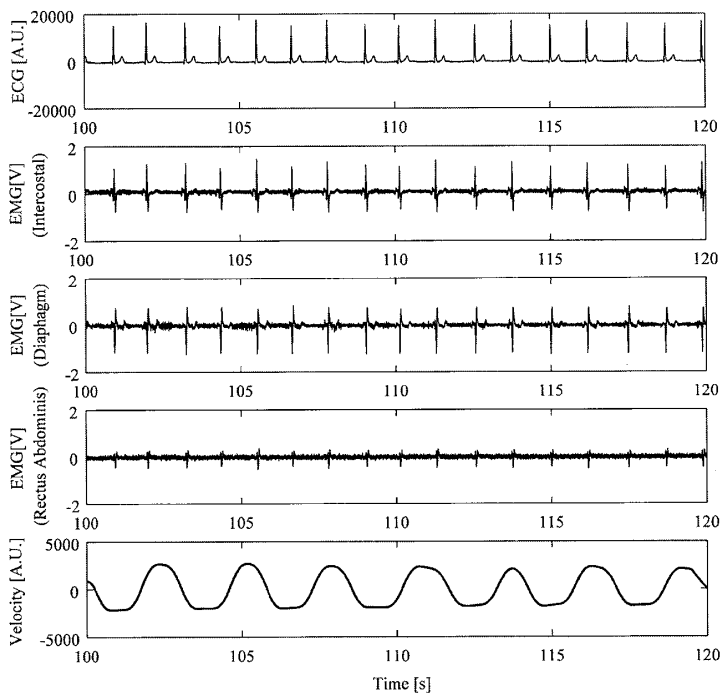 ECG [A.U.]
20000
0
-20000
100 105 110 115 120
EMG[V]
(Intercostal)
2
0
-2
100 105 110 115 120
EMG[V]
(Diaphagm)
2
0
-2
100 105 110 115 120
EMG[V]
(Rectus Abdominis)
2
0
-2
100 105 110 115 120
Velocity [A.U.]
5000
0
-5000
100 105 110 115 120
Time [s]